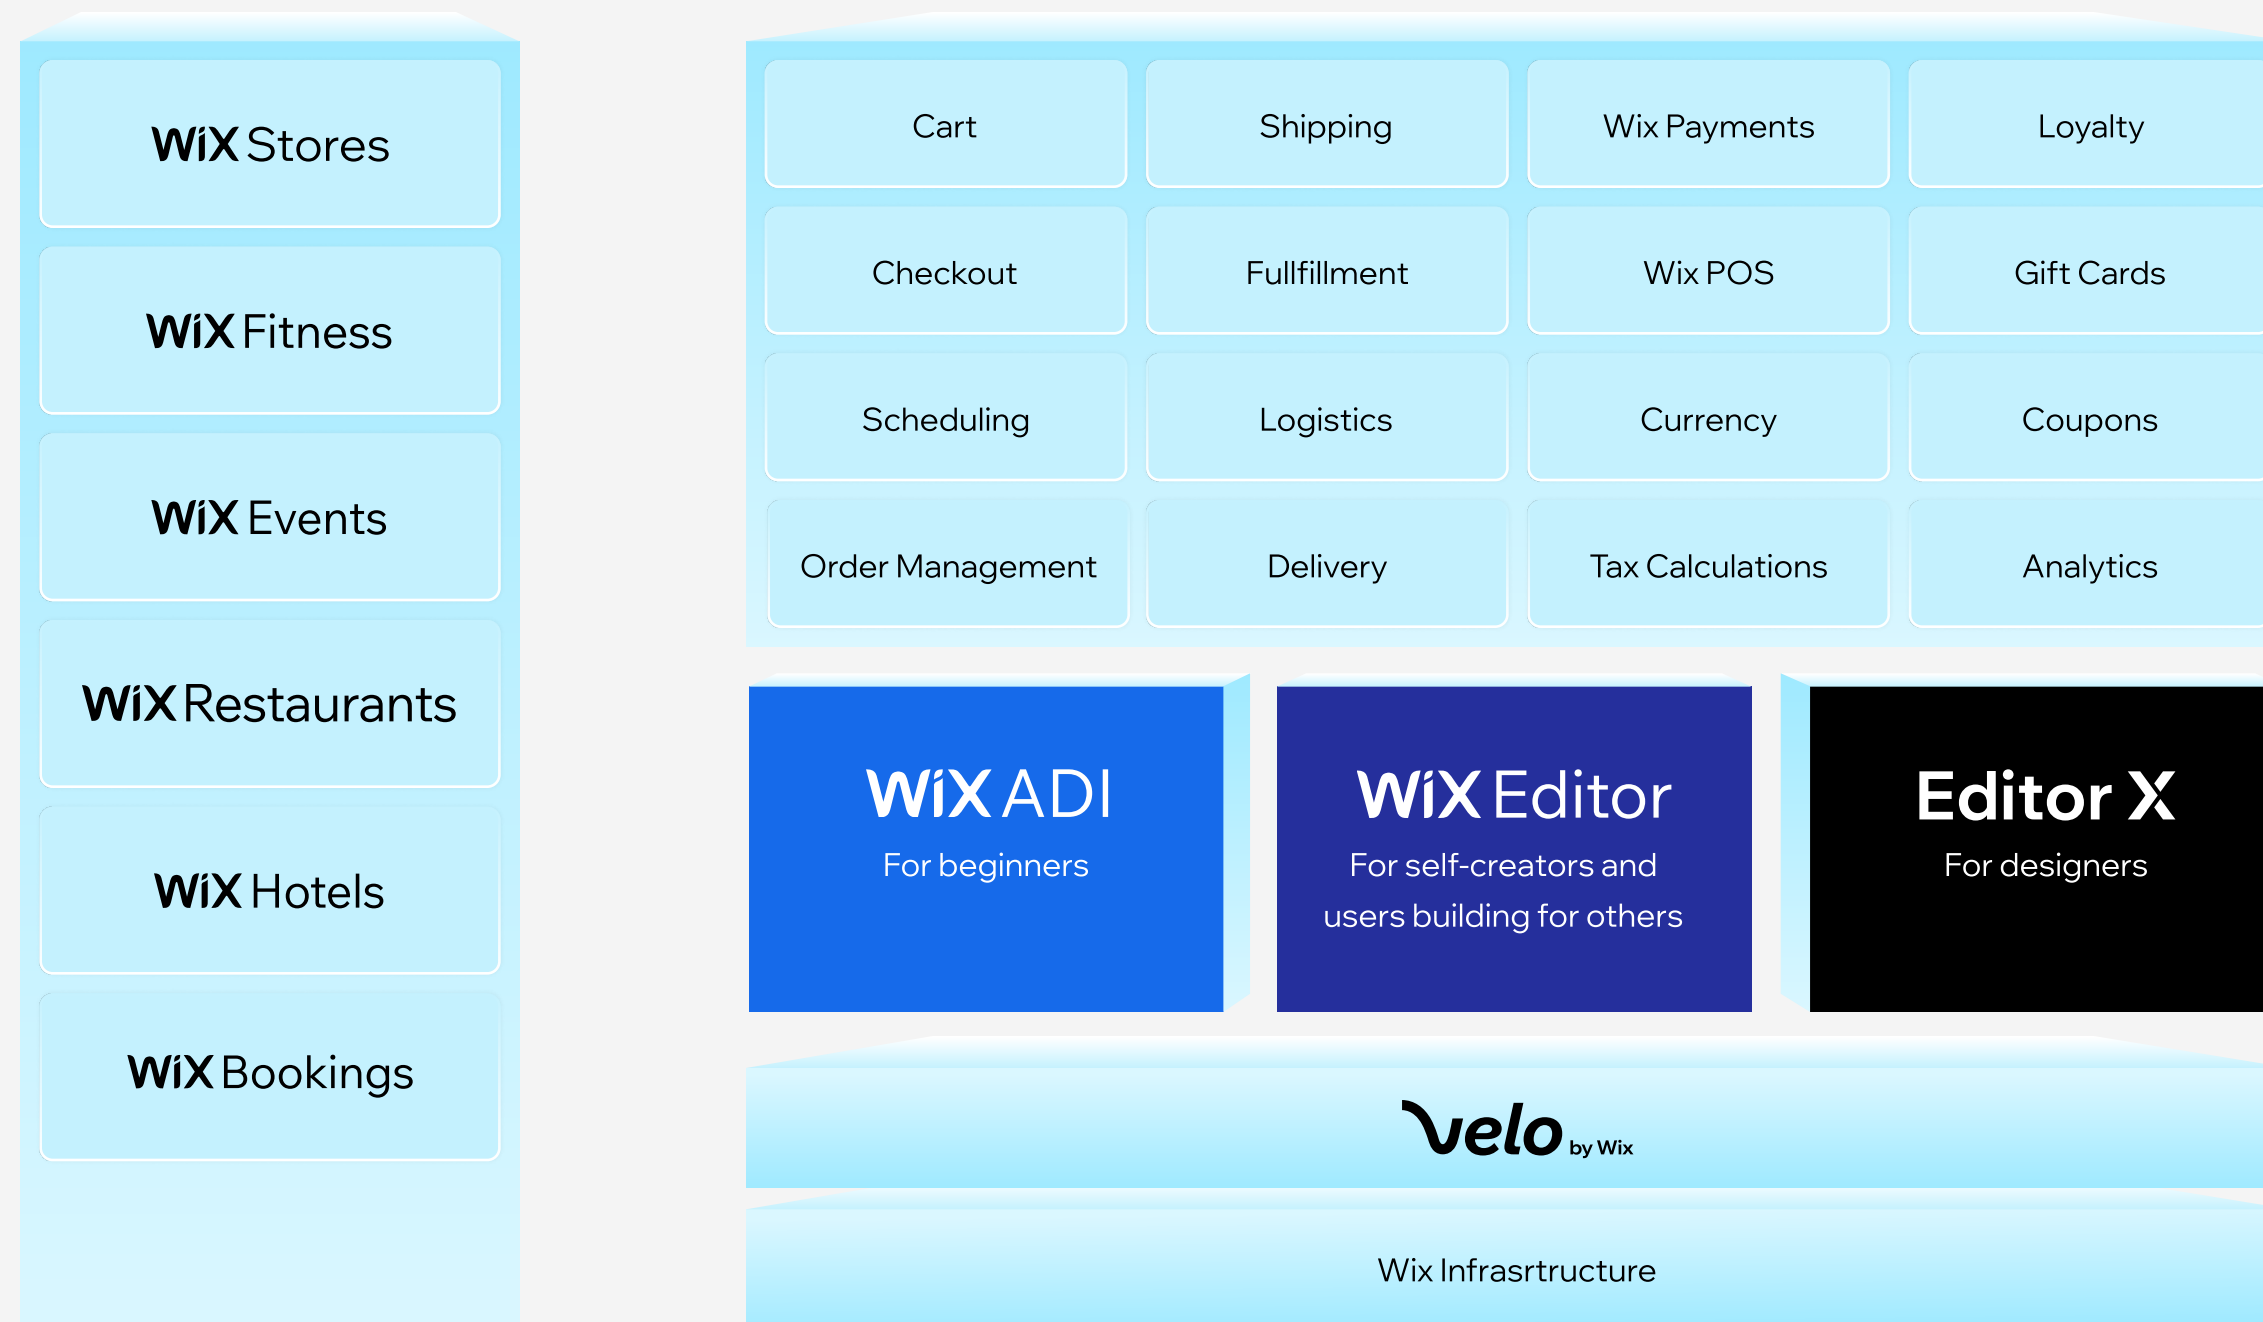 WiX Stores
WiX Fitness
WiX Events
WiX Restaurants
WiX Hotels
WiX Bookings
Cart
Shipping
Wix Payments
Loyalty
Checkout
Fullfillment
Wix POS
Gift Cards
Scheduling
Logistics
Currency
Coupons
Order Management
Delivery
Tax Calculations
Analytics
WiX ADI
For beginners
WiX Editor
For self-creators and
users building for others
Editor X
For designers
velo by Wix
Wix Infrasrtructure